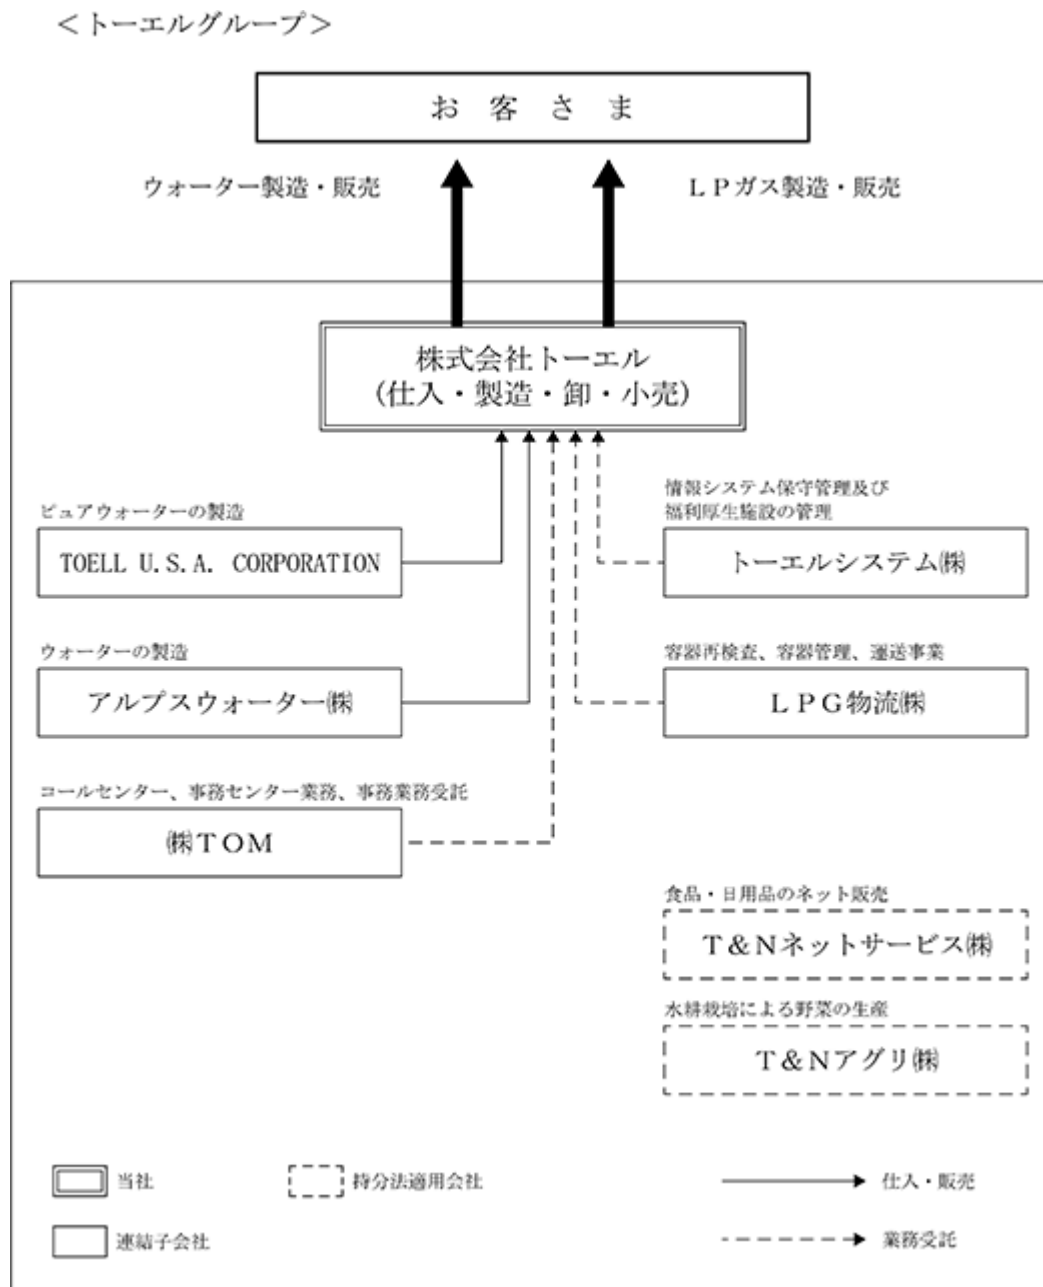 ＜トーエルグループ＞
お 客 さ ま
ウォーター製造・販売
ＬＰガス製造・販売
株式会社トーエル
(仕入・製造・卸・小売)
ピュアウォーターの製造
TOELL U.S.A. CORPORATION
情報システム保守管理及び
福利厚生施設の管理
トーエルシステム㈱
ウォーターの製造
アルプスウォーター㈱
容器再検査、容器管理、運送事業
ＬＰＧ物流㈱
コールセンター、事務センター業務、事務業務受託
㈱ＴＯＭ
食品・日用品のネット販売
Ｔ＆Ｎネットサービス㈱
水耕栽培による野菜の生産
Ｔ＆Ｎアグリ㈱
当社
持分法適用会社
仕入・販売
連結子会社
業務受託